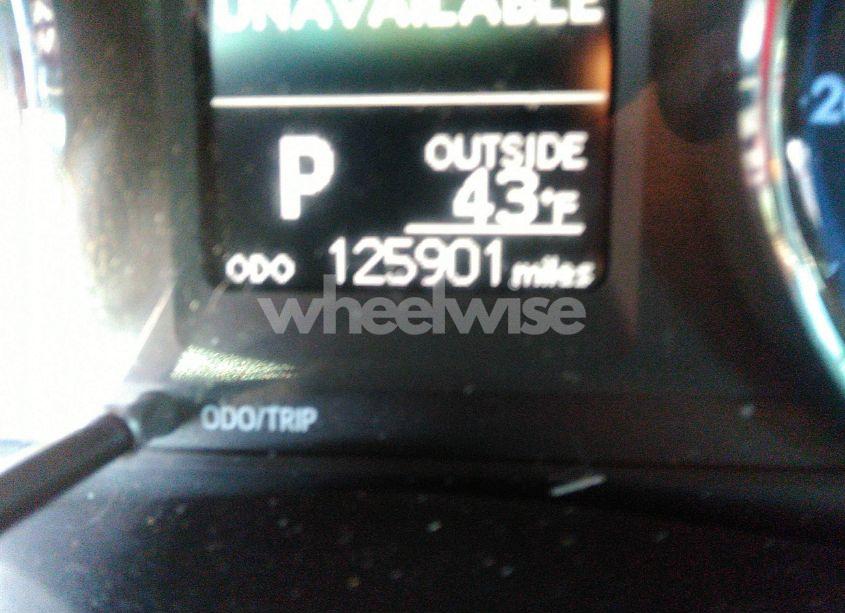 UNAVAILABLE
P
OUTSIDE
43°F
ODO 125901 miles
wheelwise
ODO/TRIP